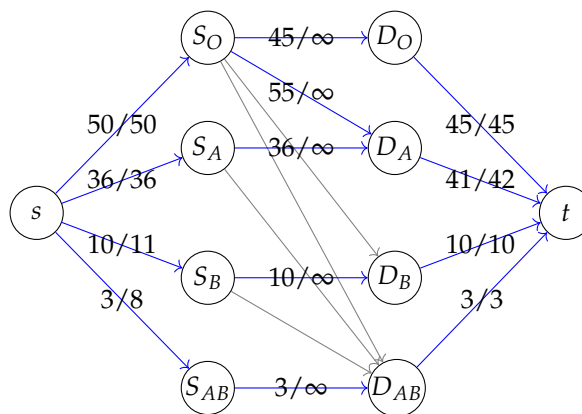 S_O
45/∞
D_O
55/∞
50/50
45/45
S_A
36/∞
D_A
36/36
41/42
s
t
10/11
10/10
S_B
10/∞
D_B
3/8
3/3
S_AB
3/∞
D_AB